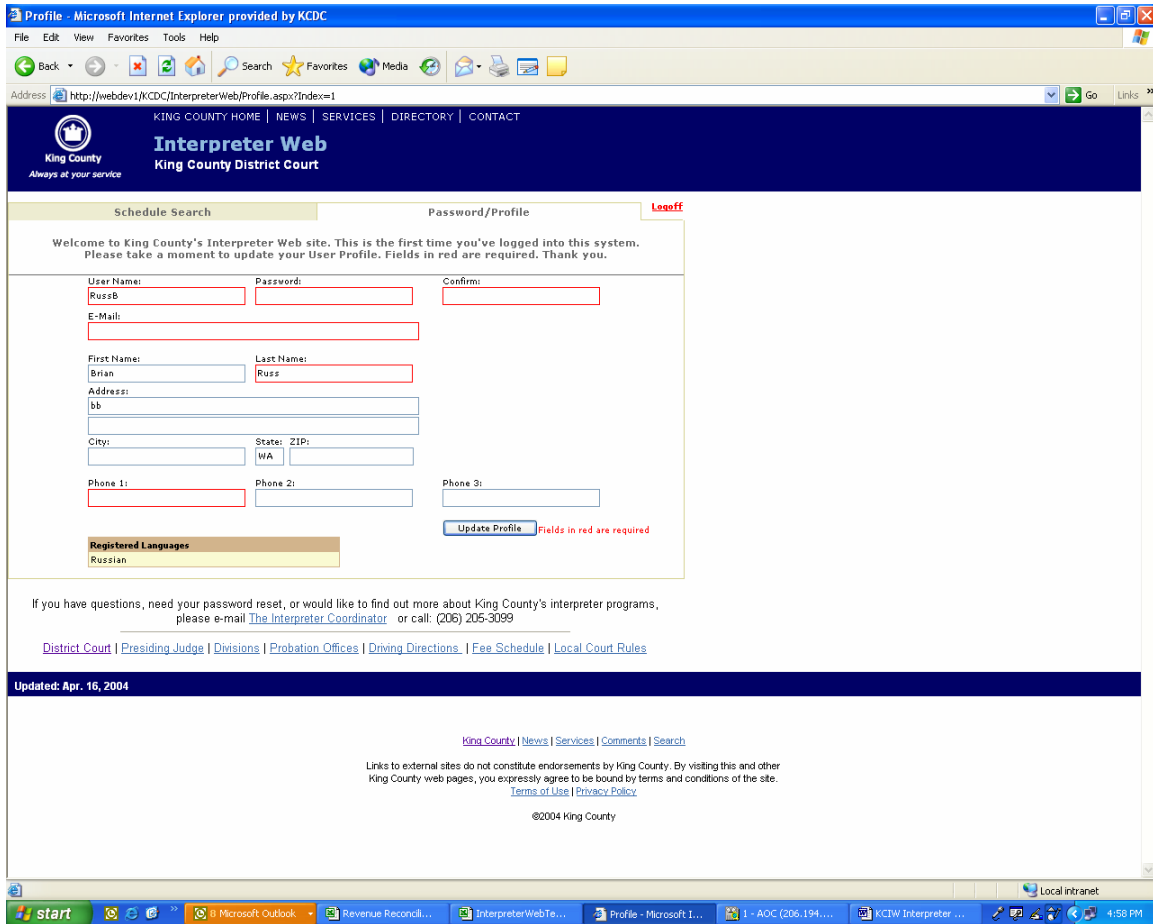 Profile - Microsoft Internet Explorer provided by KCDC
File Edit View Favorites Tools Help
Back Search Favorites Media
Address http://webdev1/KCDC/InterpreterWeb/Profile.aspx?Index=1 Go Links »
KING COUNTY HOME | NEWS | SERVICES | DIRECTORY | CONTACT
Interpreter Web
King County
King County District Court
Always at your service
Schedule Search Password/Profile Logoff
Welcome to King County's Interpreter Web site. This is the first time you've logged into this system.
Please take a moment to update your User Profile. Fields in red are required. Thank you.
User Name: Password: Confirm:
RussB
E-Mail:
First Name: Last Name:
Brian Russ
Address:
bb
City: State: ZIP:
WA
Phone 1: Phone 2: Phone 3:
Update Profile Fields in red are required
Registered Languages
Russian
If you have questions, need your password reset, or would like to find out more about King County's interpreter programs,
please e-mail The Interpreter Coordinator or call: (206) 205-3099
District Court | Presiding Judge | Divisions | Probation Offices | Driving Directions | Fee Schedule | Local Court Rules
Updated: Apr. 16, 2004
King County | News | Services | Comments | Search
Links to external sites do not constitute endorsements by King County. By visiting this and other
King County web pages, you expressly agree to be bound by terms and conditions of the site.
Terms of Use | Privacy Policy
©2004 King County
Local intranet
start » 8 Microsoft Outlook Revenue Reconcili... InterpreterWebTe... Profile - Microsoft I... 1 - AOC (206.194.... KCIW Interpreter ... 4:58 PM